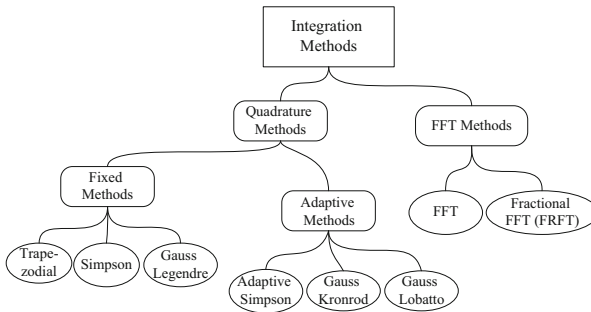 Integration
Methods
Quadrature
Methods
FFT Methods
Fixed
Methods
Adaptive
Methods
FFT
Fractional
FFT (FRFT)
Trape-
zodial
Simpson
Gauss
Legendre
Adaptive
Simpson
Gauss
Kronrod
Gauss
Lobatto